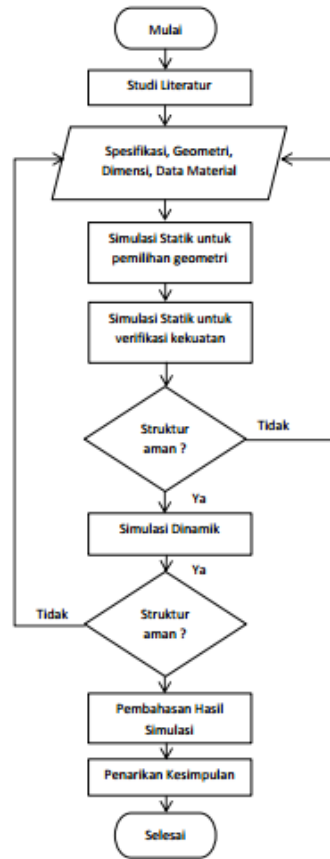 Mulai
Studi Literatur
Spesifikasi, Geometri,
Dimensi, Data Material
Simulasi Statik untuk
pemilihan geometri
Simulasi Statik untuk
verifikasi kekuatan
Struktur
aman ?
Tidak
Ya
Simulasi Dinamik
Ya
Tidak
Struktur
aman ?
Pembahasan Hasil
Simulasi
Penarikan Kesimpulan
Selesai